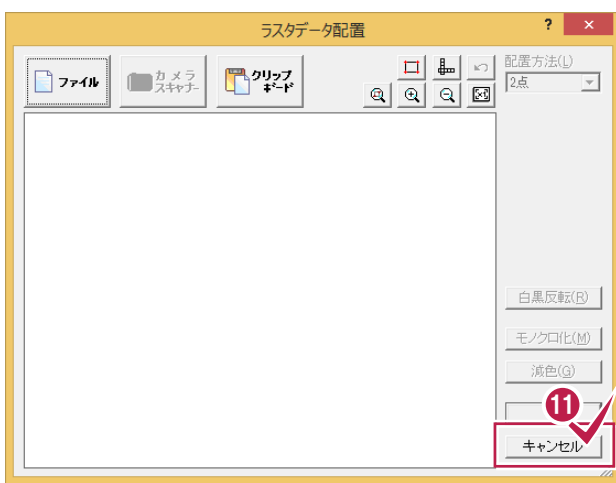 ラスタデータ配置
?
×
ファイル
カメラ
スキャナー
クリップ
ボード
配置方法(L)
2点
白黒反転(R)
モノクロ化(M)
減色(G)
11
キャンセル